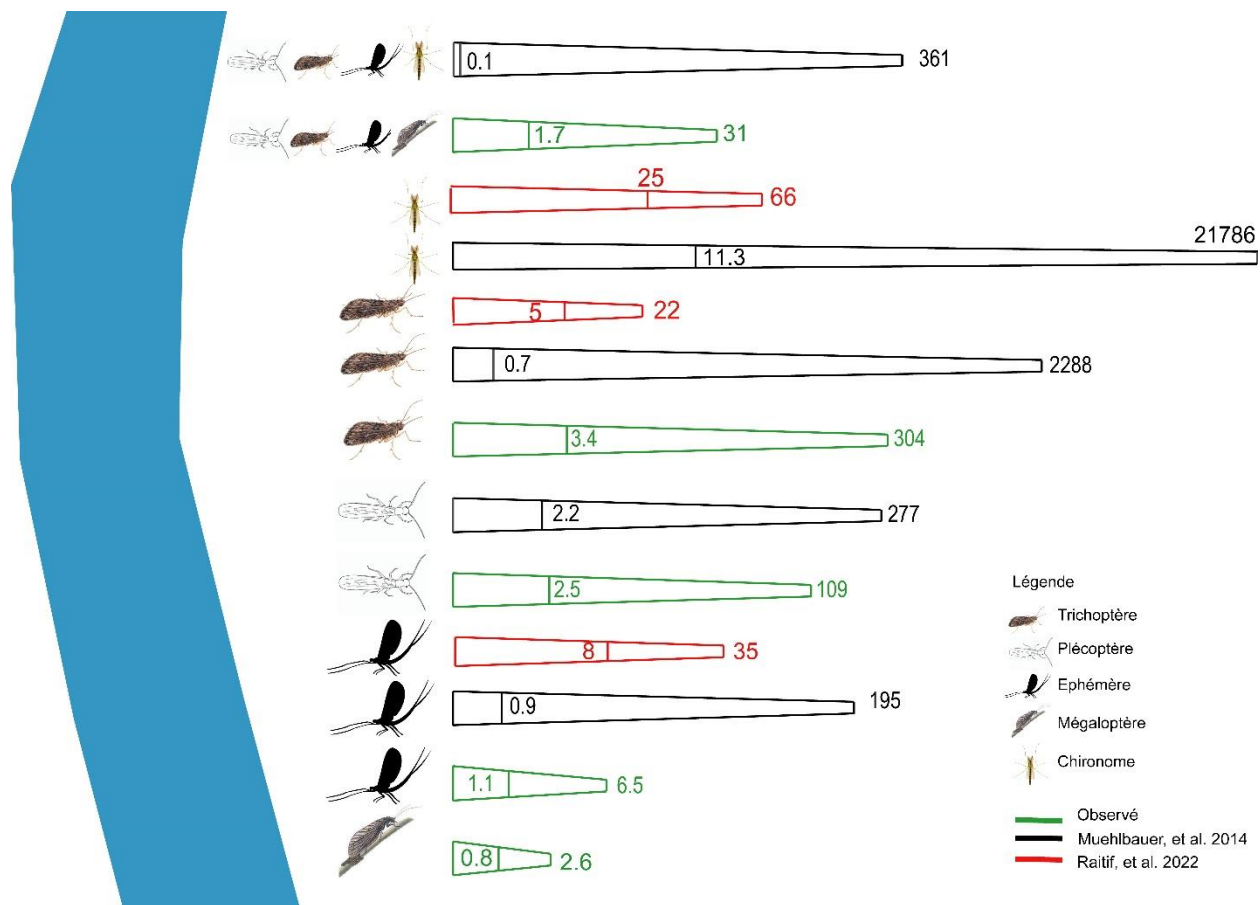 0.1 361
1.7 31
25
66
21786
11.3
5 22
0.7 2288
3.4 304
2.2 277
2.5 109
8 35
0.9 195
1.1 6.5
0.8 2.6
Légende
Trichoptère
Plécoptère
Ephémère
Mégaloptère
Chironome
Observé
Muehlbauer, et al. 2014
Raitif, et al. 2022